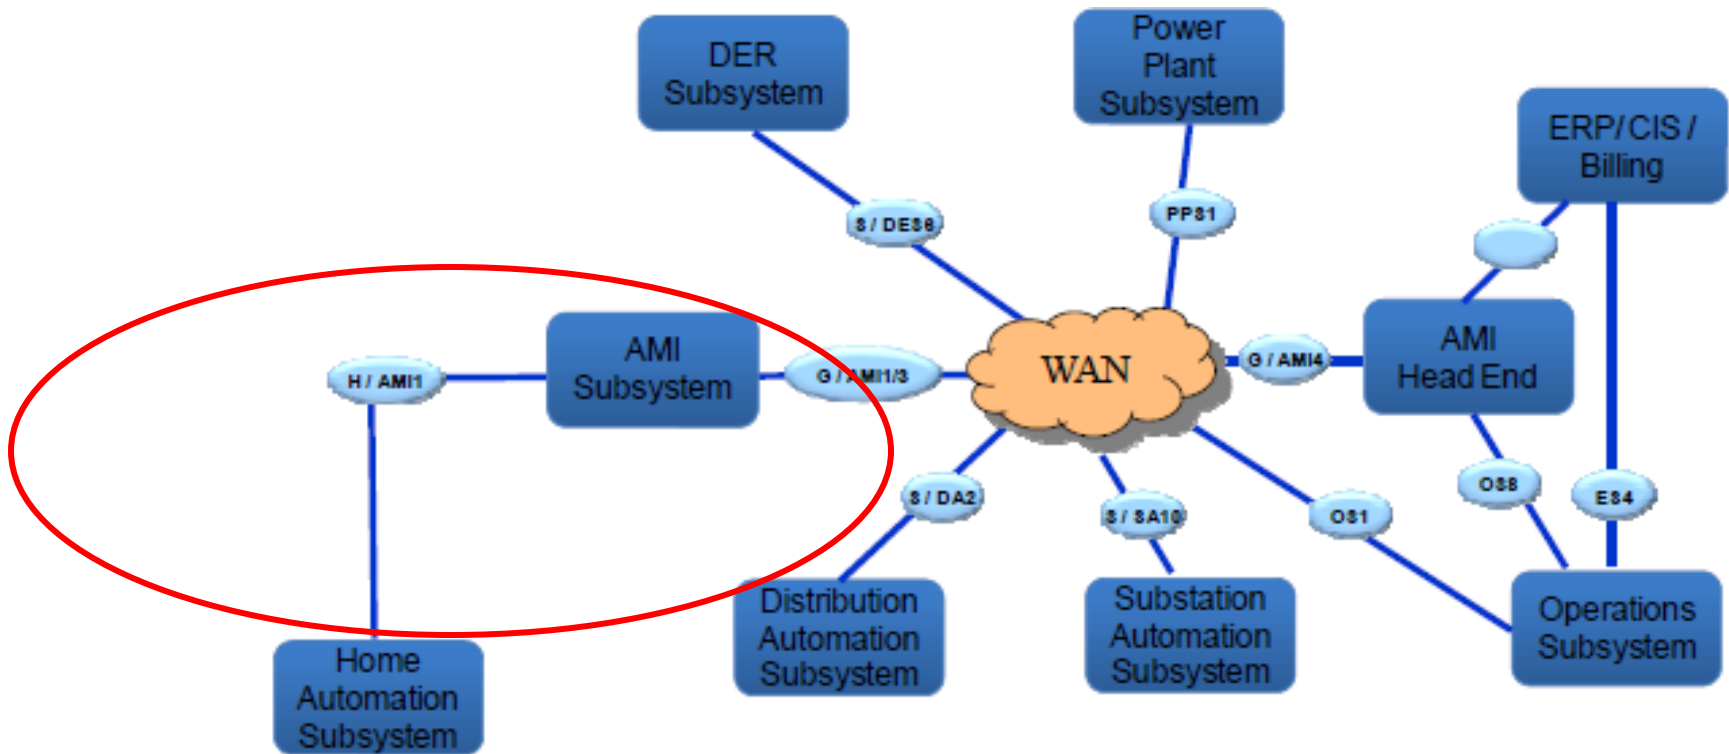 DER
Subsystem
Power
Plant
Subsystem
ERP/ CIS /
Billing
S / DES6
PPS1
AMI
Subsystem
H / AMI1
G / AMI1/3
WAN
G / AMI4
AMI
Head End
S / DA2
S / SA10
OS1
OS8
ES4
Distribution
Automation
Subsystem
Substation
Automation
Subsystem
Operations
Subsystem
Home
Automation
Subsystem